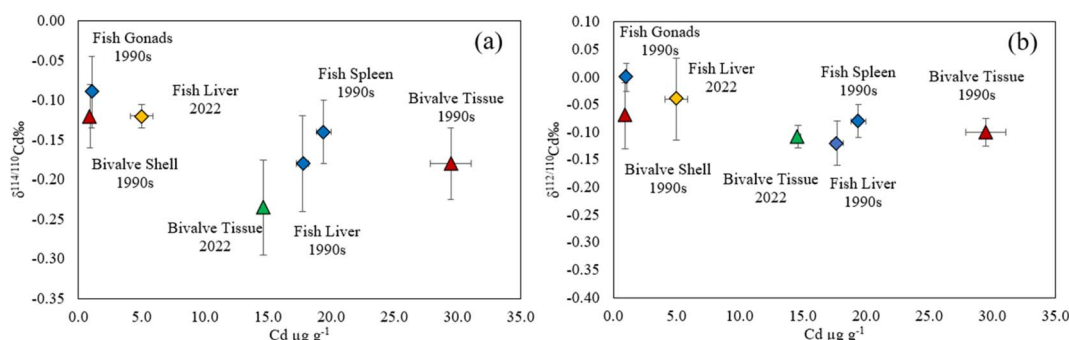 (a)
0.00
-0.05
-0.10
-0.15
-0.20
-0.25
-0.30
-0.35
δ¹¹⁴/¹¹⁰Cd‰
Fish Gonads
1990s
Fish Liver
2022
Fish Spleen
1990s
Bivalve Tissue
1990s
Bivalve Shell
1990s
Bivalve Tissue
2022
Fish Liver
1990s
0.0
5.0
10.0
15.0
20.0
25.0
30.0
35.0
Cd µg g⁻¹
(b)
0.10
0.05
0.00
-0.05
-0.10
-0.15
-0.20
-0.25
-0.30
-0.35
-0.40
δ¹¹²/¹¹⁰Cd‰
Fish Gonads
1990s
Fish Liver
2022
Fish Spleen
1990s
Bivalve Tissue
1990s
Bivalve Shell
1990s
Bivalve Tissue
2022
Fish Liver
1990s
0.0
5.0
10.0
15.0
20.0
25.0
30.0
35.0
Cd µg g⁻¹